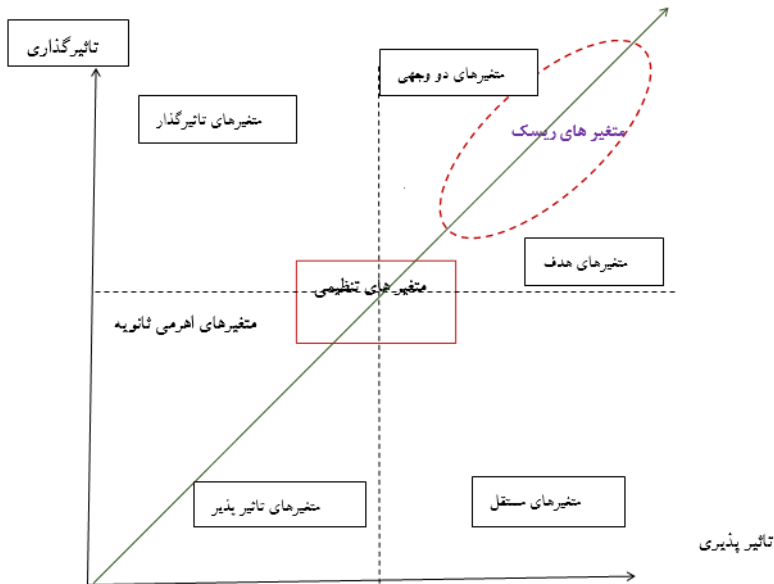 تاثیرگذاری
متغیرهای دو وجهی
متغیرهای تاثیرگذار
متغیر های ریسک
متغیرهای هدف
متغیرهای تنظیمی
متغیرهای اهرمی ثانویه
متغیرهای تاثیر پذیر
متغیرهای مستقل
تاثیر پذیری